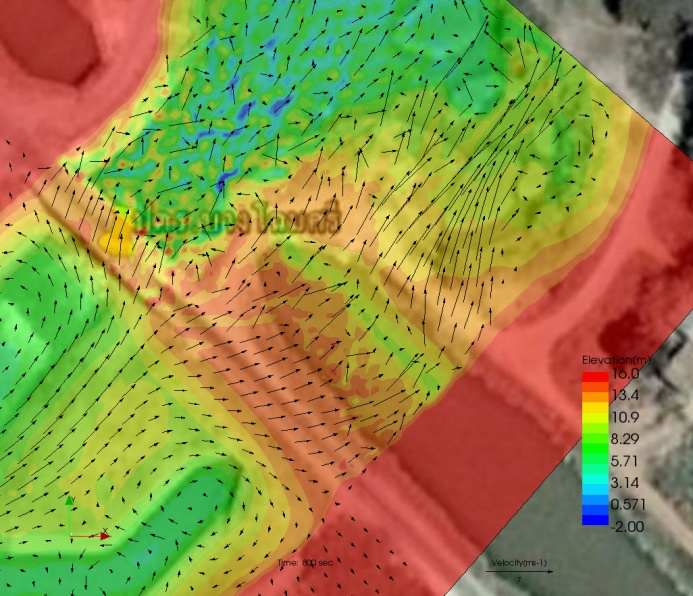 Elevation(m)
16.0
13.4
10.9
8.29
5.71
3.14
0.571
-2.00
Time: 800 sec
Velocity(ms-1)